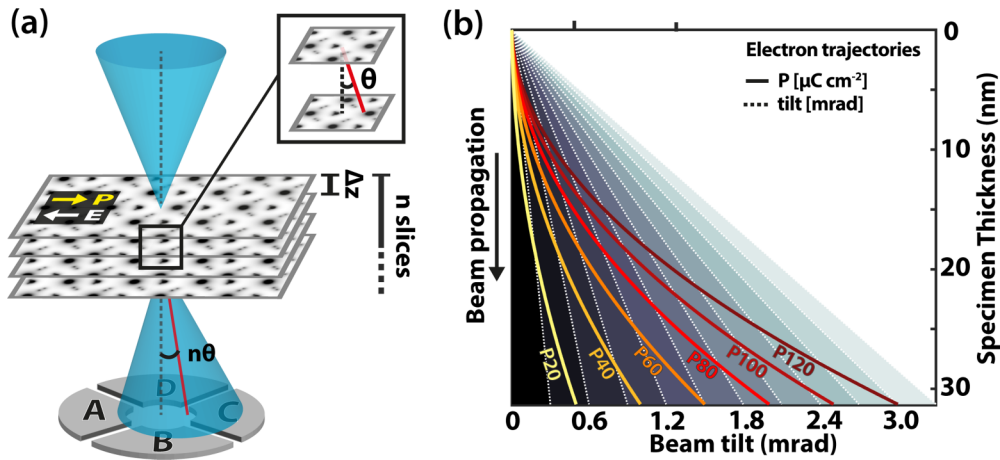 (a)
θ
Δz
n slices
P
E
nθ
A
B
C
D
(b)
Electron trajectories
P [µC cm⁻²]
tilt [mrad]
Beam propagation
P20
P40
P60
P80
P100
P120
0
10
20
30
Specimen Thickness (nm)
0
0.6
1.2
1.8
2.4
3.0
Beam tilt (mrad)